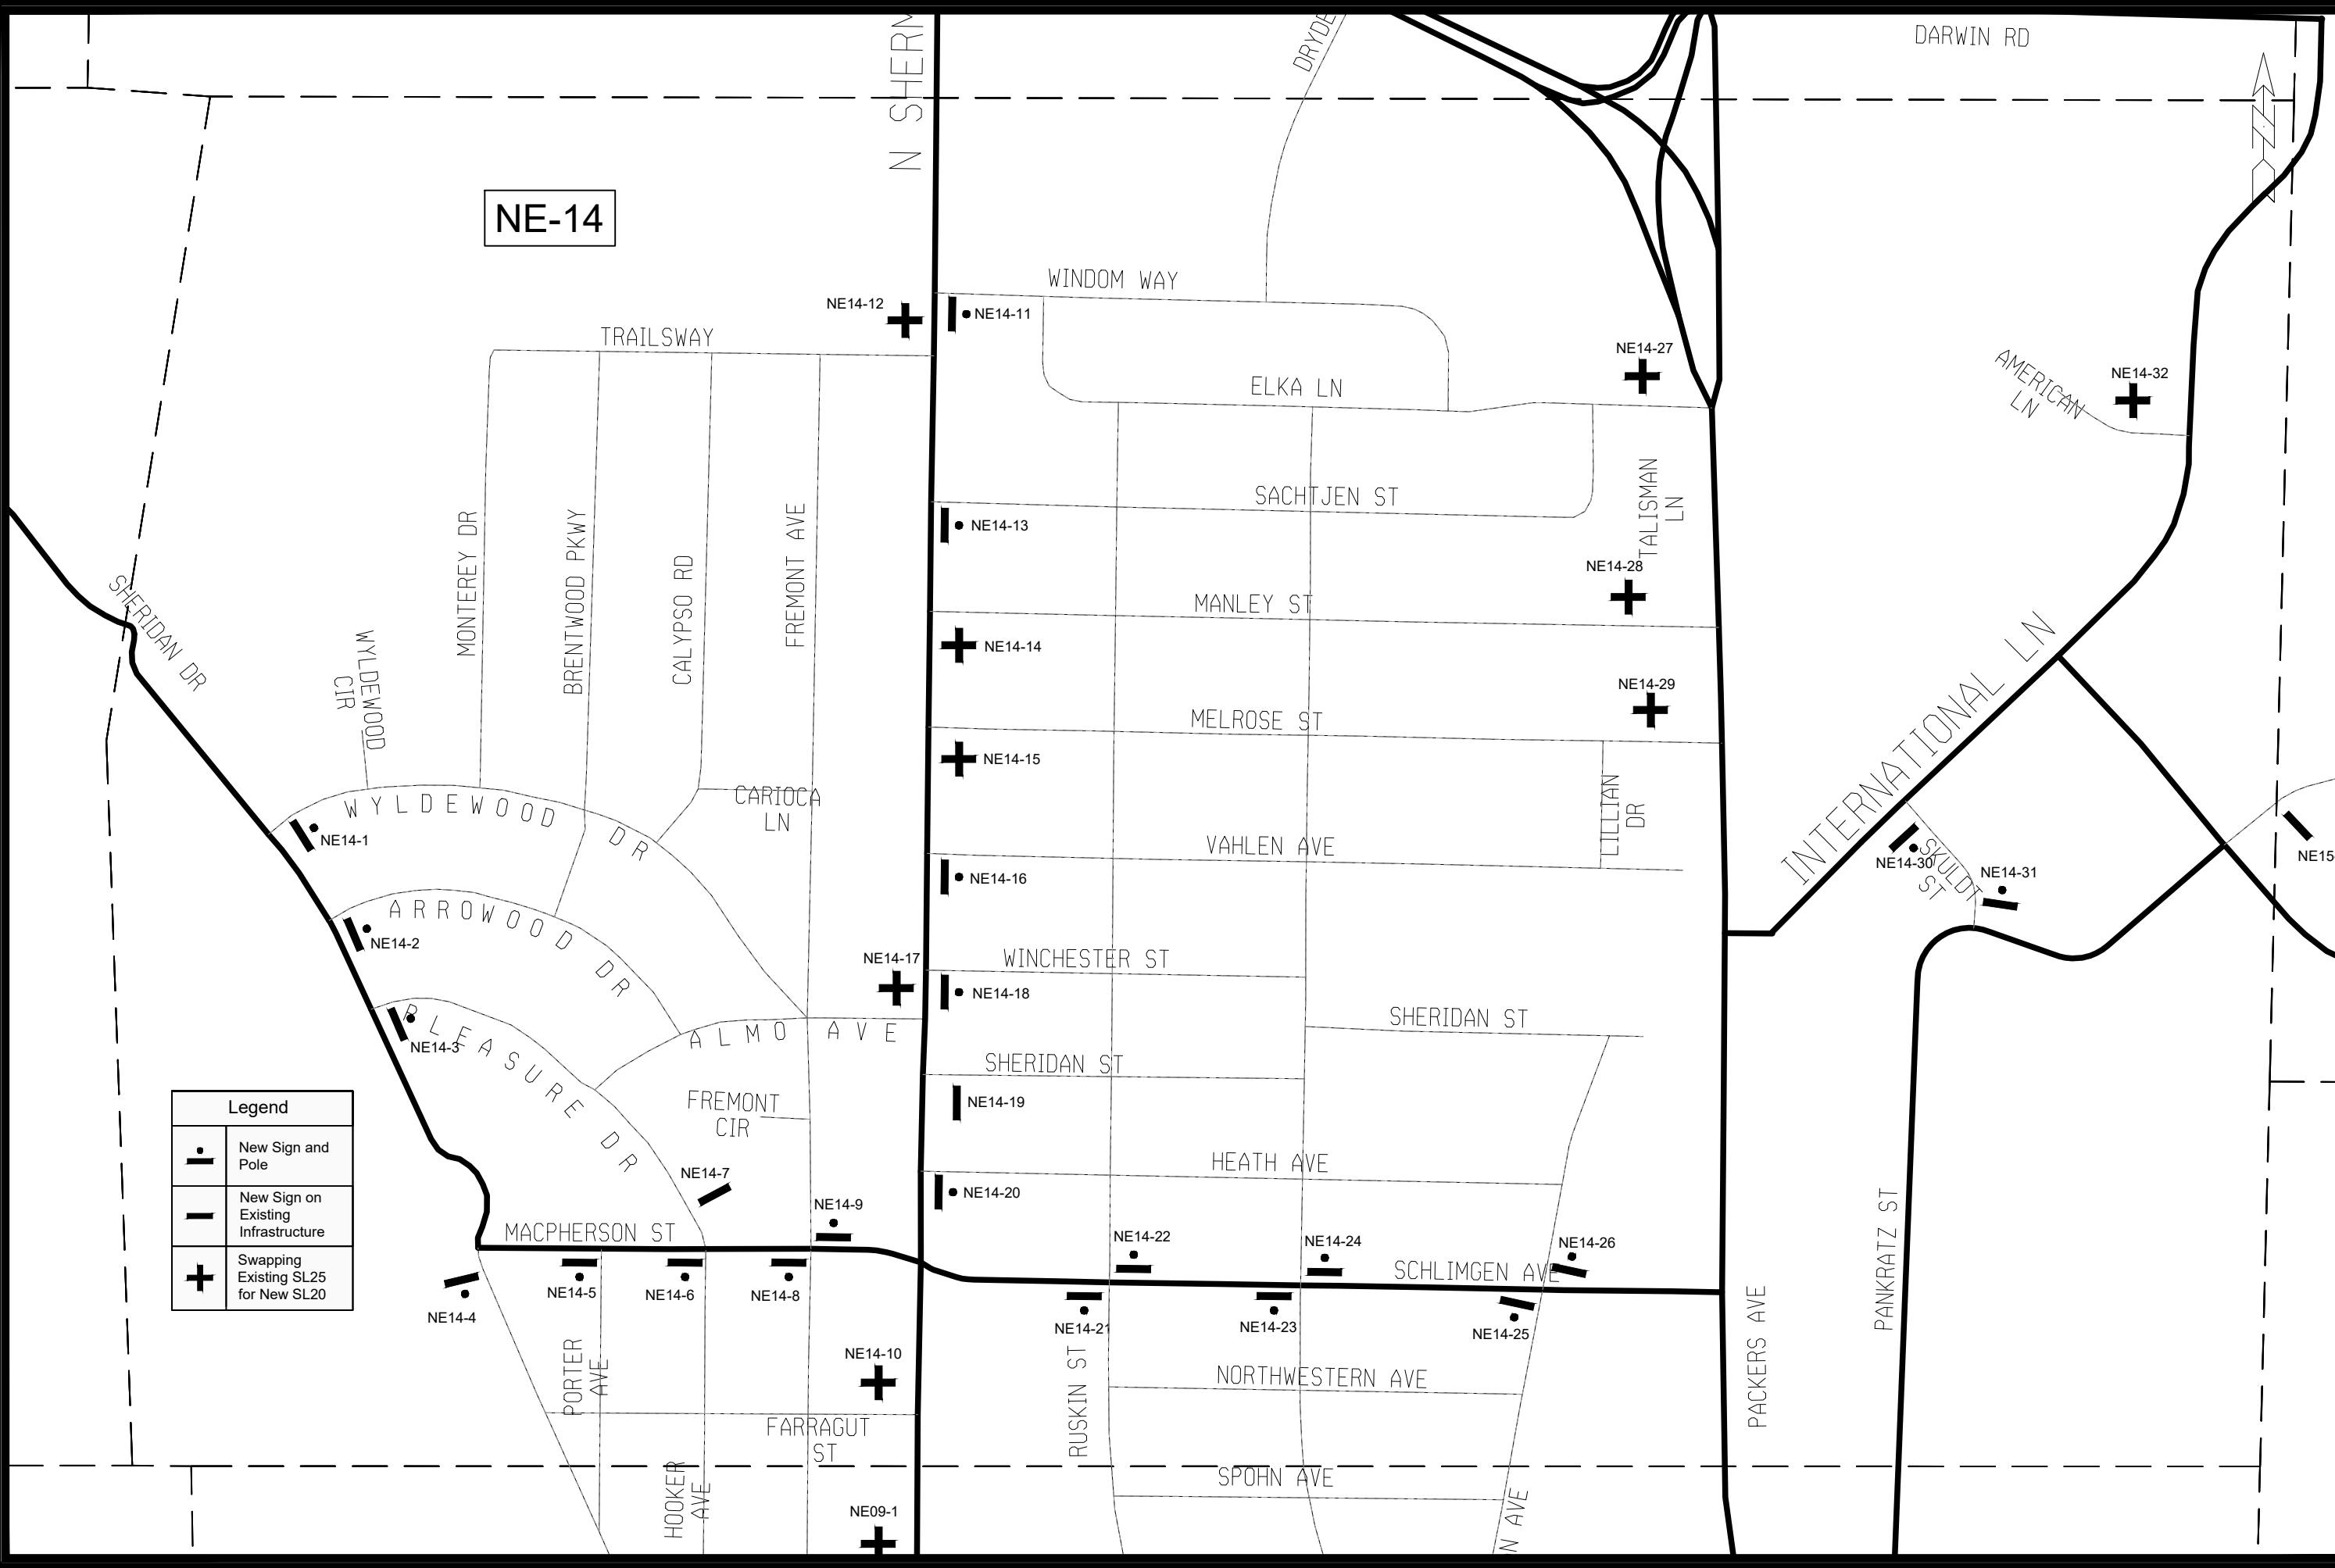 DARWIN RD
N SHERM
DRYDE
NE-14
WINDOM WAY
NE14-12
NE14-11
TRAILSWAY
NE14-27
ELKA LN
AMERICAN
LN
NE14-32
SACHTJEN ST
TALISMAN
LN
NE14-13
MONTEREY DR
BRENTWOOD PKWY
CALYPSO RD
FREMONT AVE
SHERIDAN DR
WYLDEWOOD
CIR
NE14-28
MANLEY ST
NE14-14
NE14-29
MELROSE ST
NE14-15
INTERNATIONAL LN
CARIOCA
LN
WYLDEWOOD DR
NE14-1
LILLIAN
DR
VAHLEN AVE
NE14-30
SKULDT
ST
NE14-31
NE15
NE14-16
ARROWOOD DR
NE14-2
NE14-17
WINCHESTER ST
NE14-18
SHERIDAN ST
ALMO AVE
PLEASURE DR
NE14-3
SHERIDAN ST
FREMONT
CIR
NE14-19
Legend
New Sign and
Pole
New Sign on
Existing
Infrastructure
Swapping
Existing SL25
for New SL20
HEATH AVE
NE14-7
NE14-20
NE14-9
MACPHERSON ST
NE14-22
NE14-24
NE14-26
SCHLIMGEN AVE
PANKRATZ ST
NE14-4
NE14-5
NE14-6
NE14-8
NE14-21
NE14-23
NE14-25
PACKERS AVE
NE14-10
PORTER
AVE
RUSKIN ST
NORTHWESTERN AVE
FARRAGUT
ST
SPOHN AVE
HOOKER
AVE
NE09-1
N AVE
N